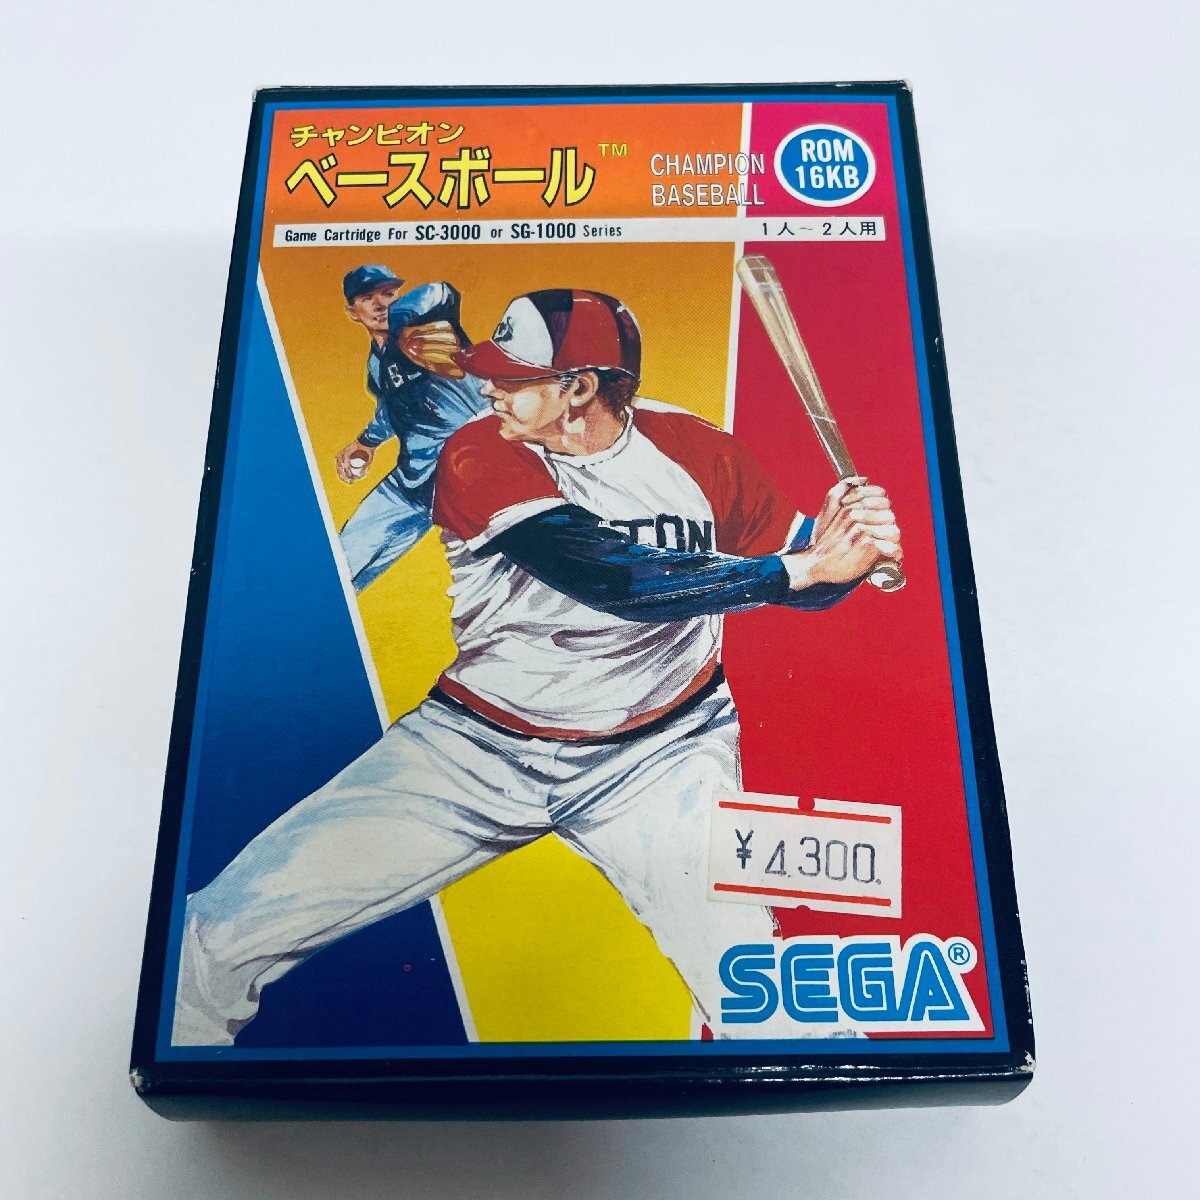 チャンピオン
ベースボール™
CHAMPION
BASEBALL
ROM
16KB
Game Cartridge For SC-3000 or SG-1000 Series
1人~2人用
TON
¥4,300.
SEGA®